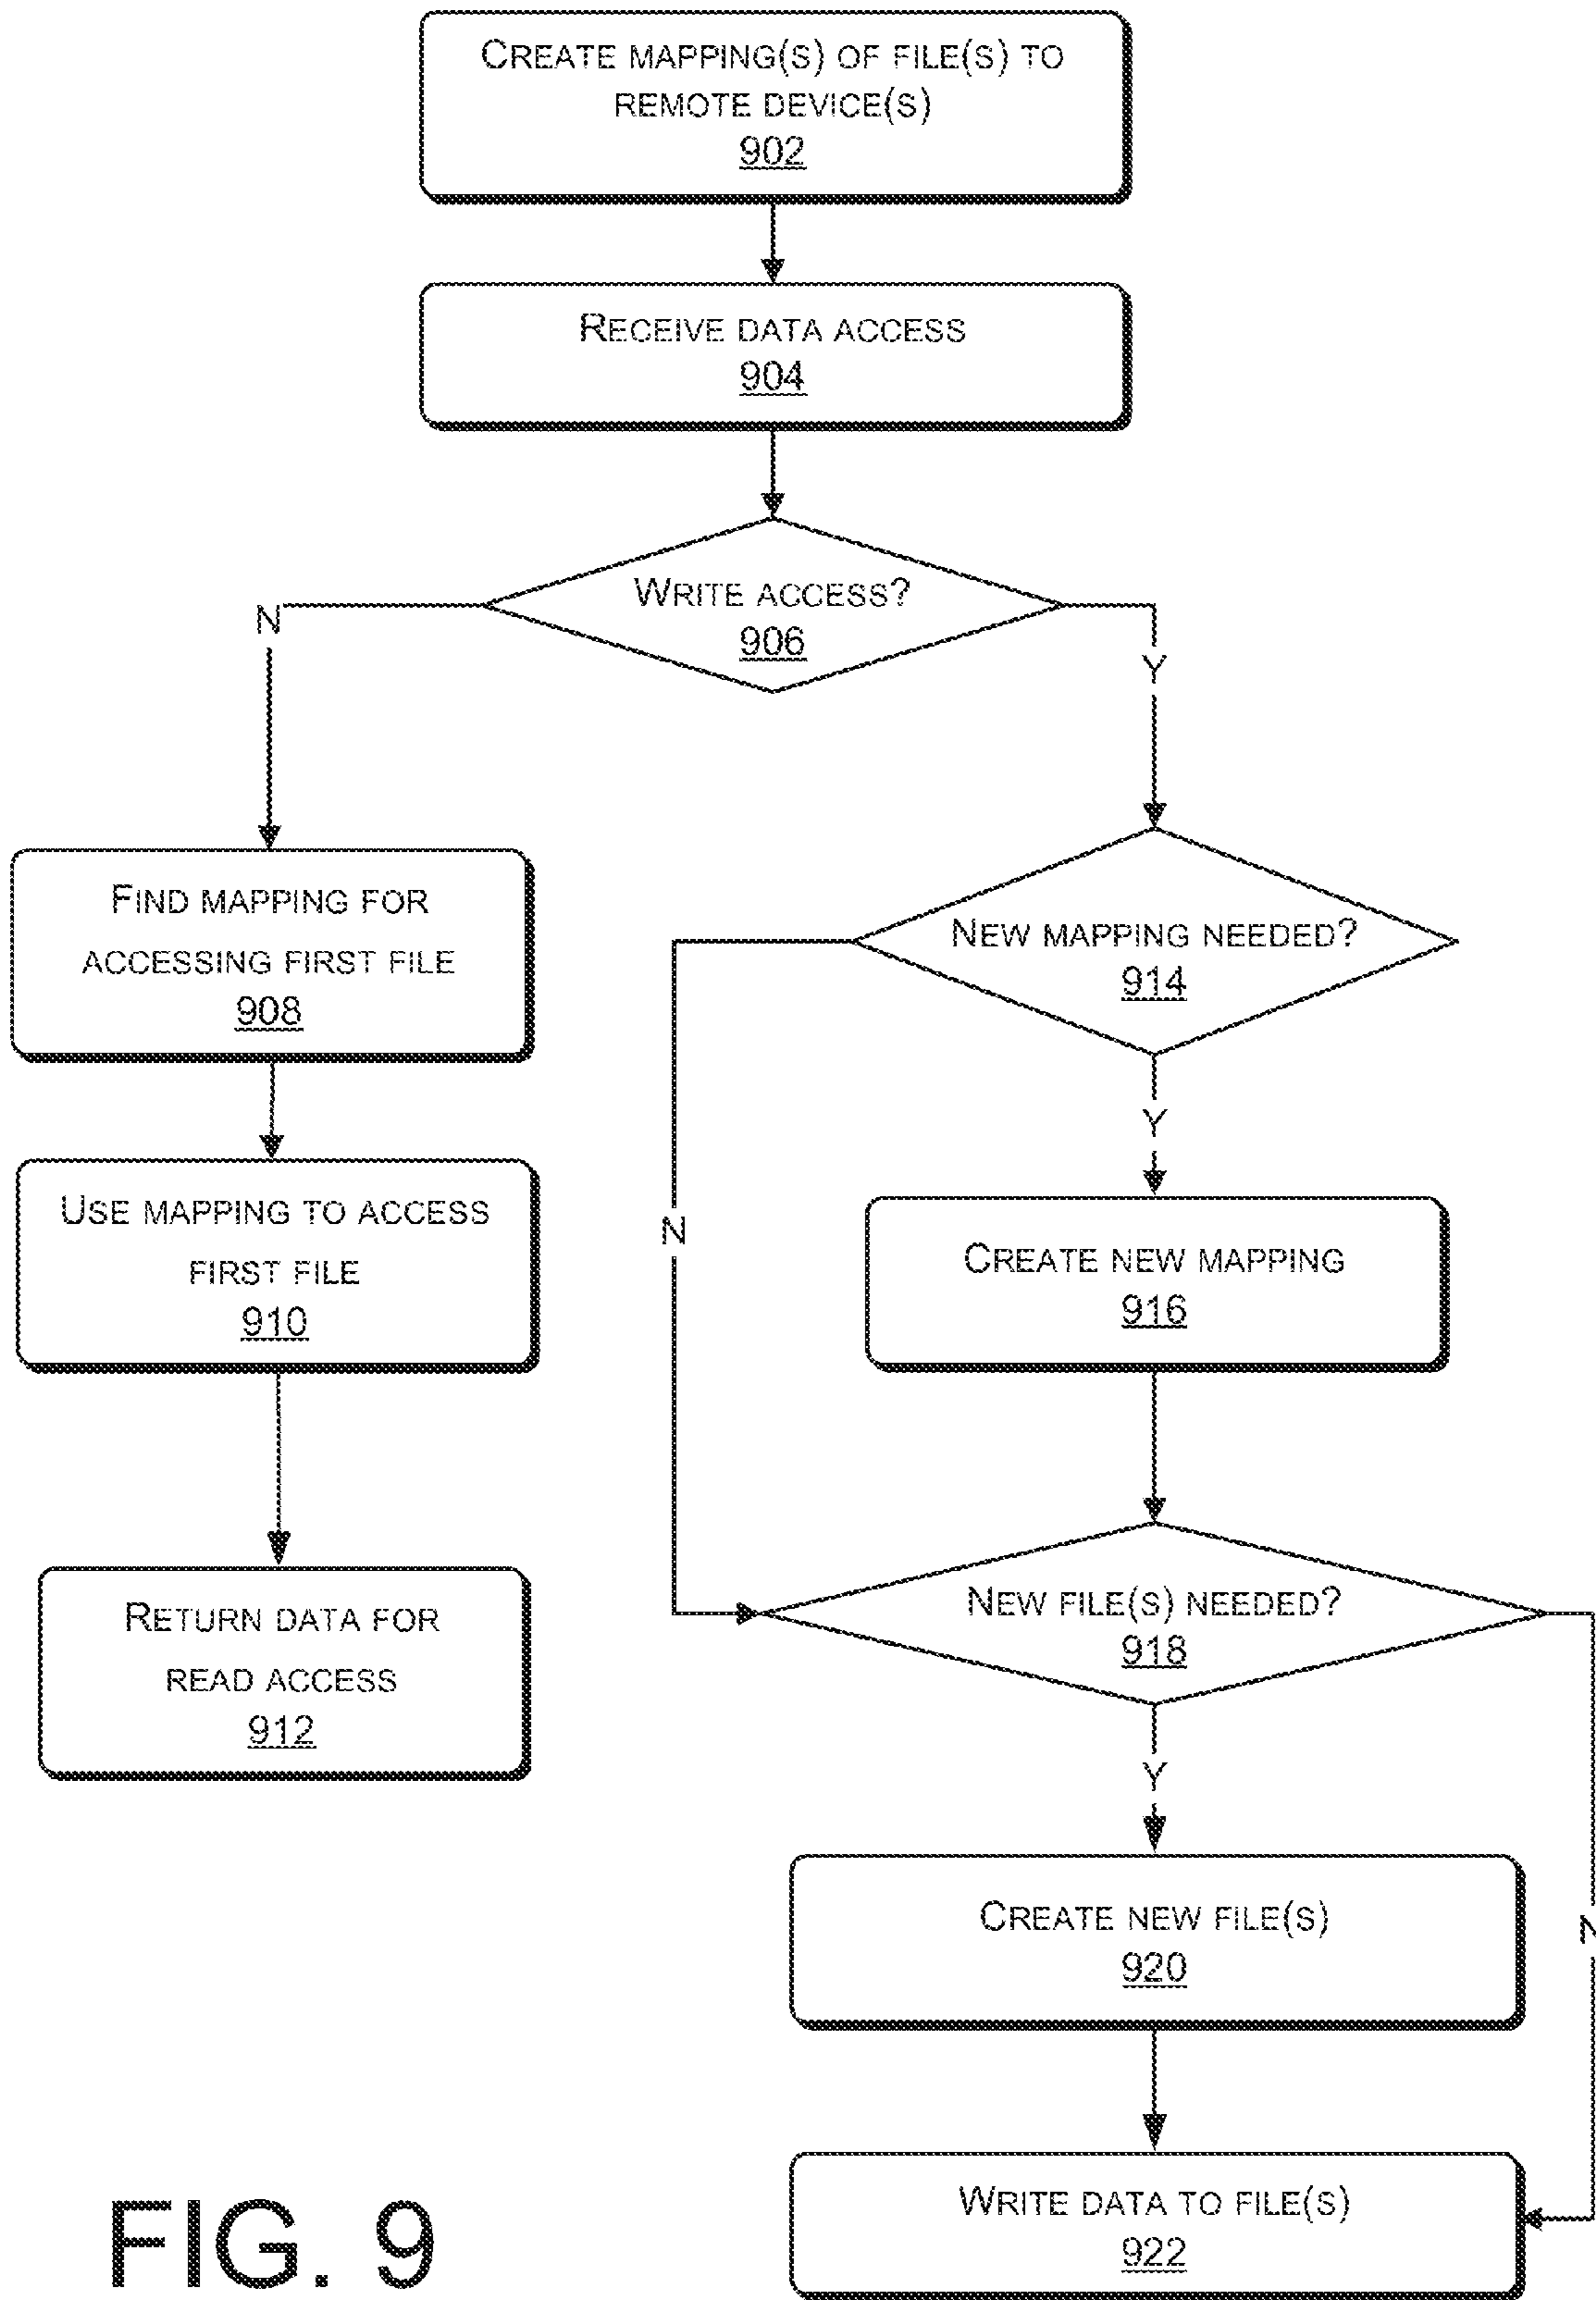 CREATE MAPPING(S) OF FILE(S) TO
REMOTE DEVICE(S)
902
RECEIVE DATA ACCESS
904
WRITE ACCESS?
906
N
Y
FIND MAPPING FOR
ACCESSING FIRST FILE
908
NEW MAPPING NEEDED?
914
Y
USE MAPPING TO ACCESS
FIRST FILE
910
N
CREATE NEW MAPPING
916
RETURN DATA FOR
READ ACCESS
912
NEW FILE(S) NEEDED?
918
Y
CREATE NEW FILE(S)
920
N
WRITE DATA TO FILE(S)
922
FIG. 9